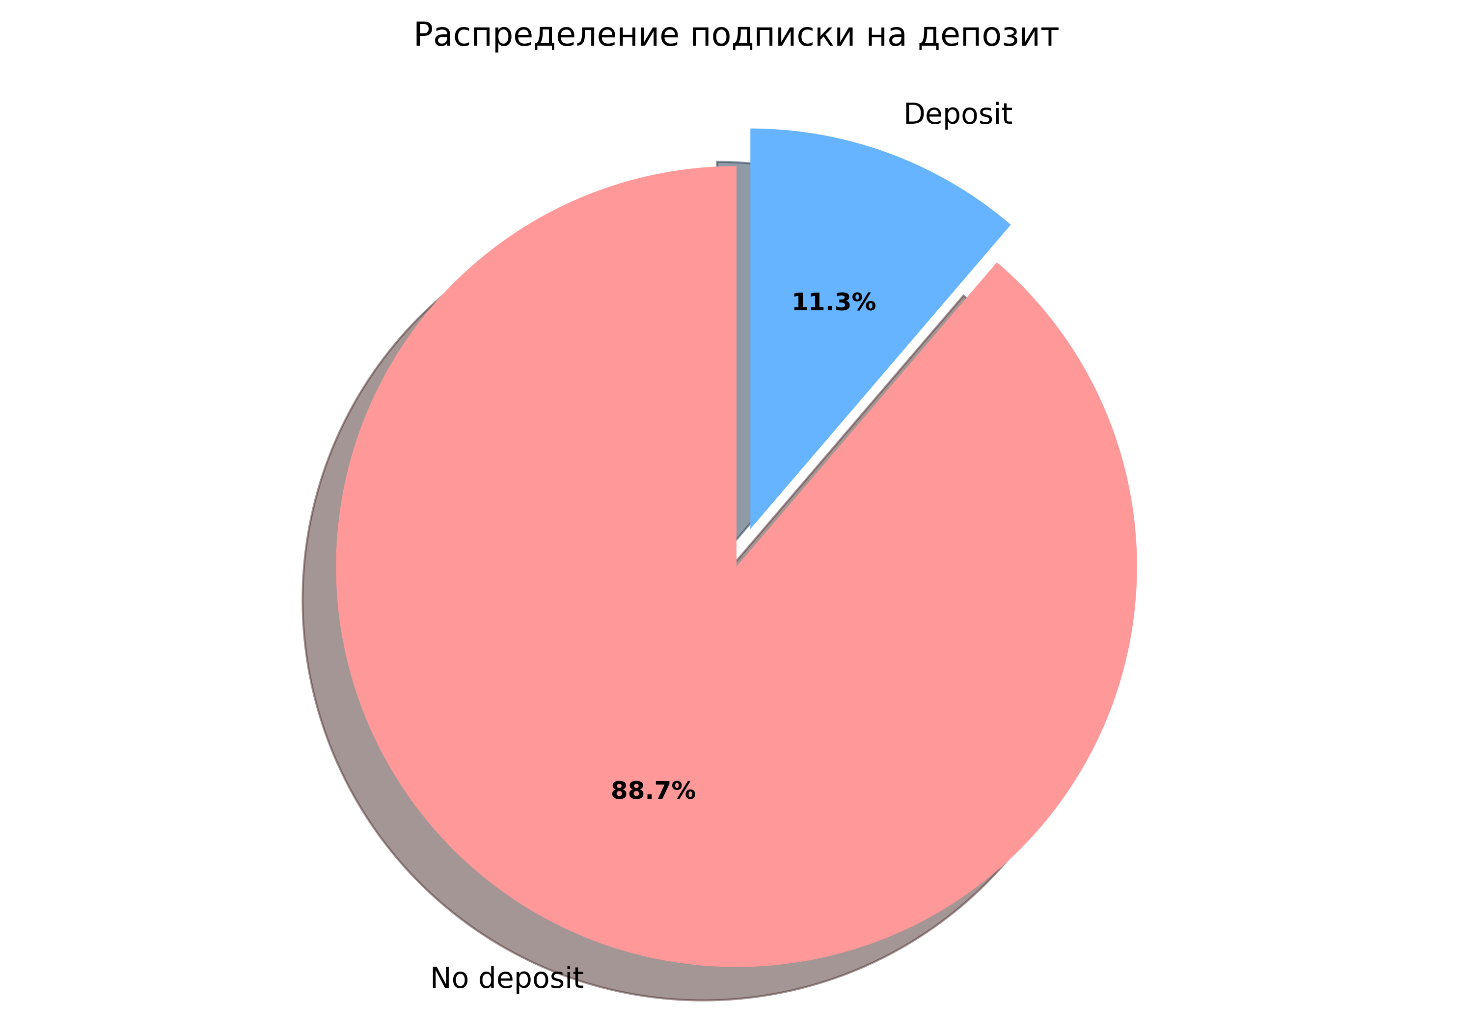 Распределение подписки на депозит
Deposit
11.3%
88.7%
No deposit